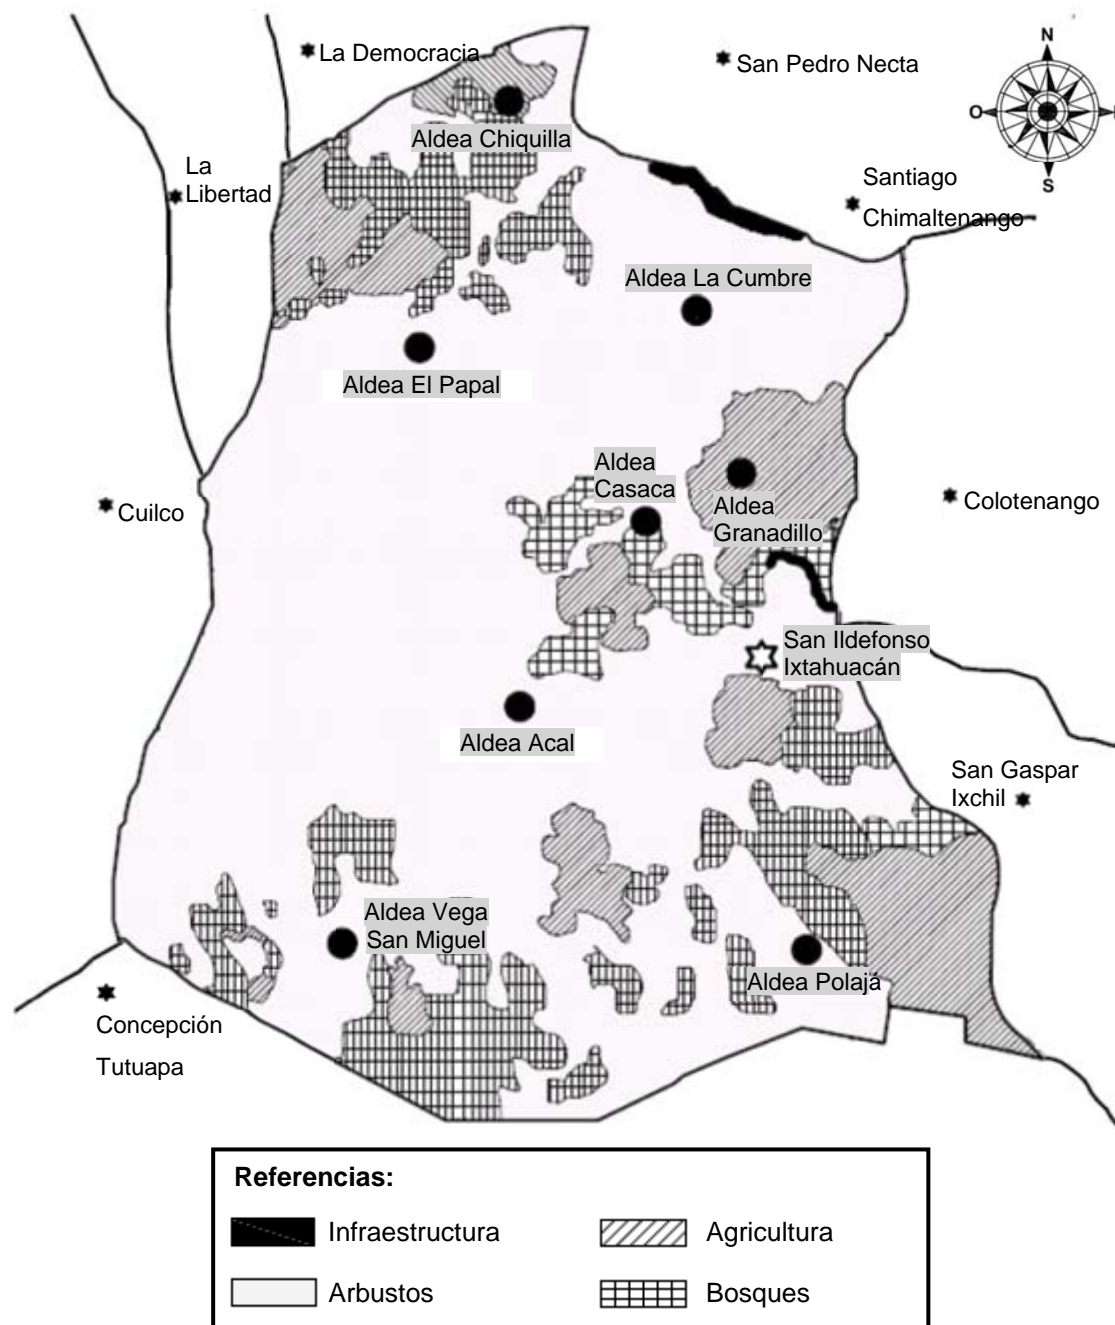 La Democracia
San Pedro Necta
N
O
S
Aldea Chiquilla
La
Libertad
Santiago
Chimaltenango
Aldea La Cumbre
Aldea El Papal
Aldea
Casaca
Cuilco
Aldea
Granadillo
Colotenango
San Ildefonso
Ixtahuacán
Aldea Acal
San Gaspar
Ixchil
Aldea Vega
San Miguel
Aldea Polajá
Concepción
Tutuapa
Referencias:
Infraestructura
Agricultura
Arbustos
Bosques